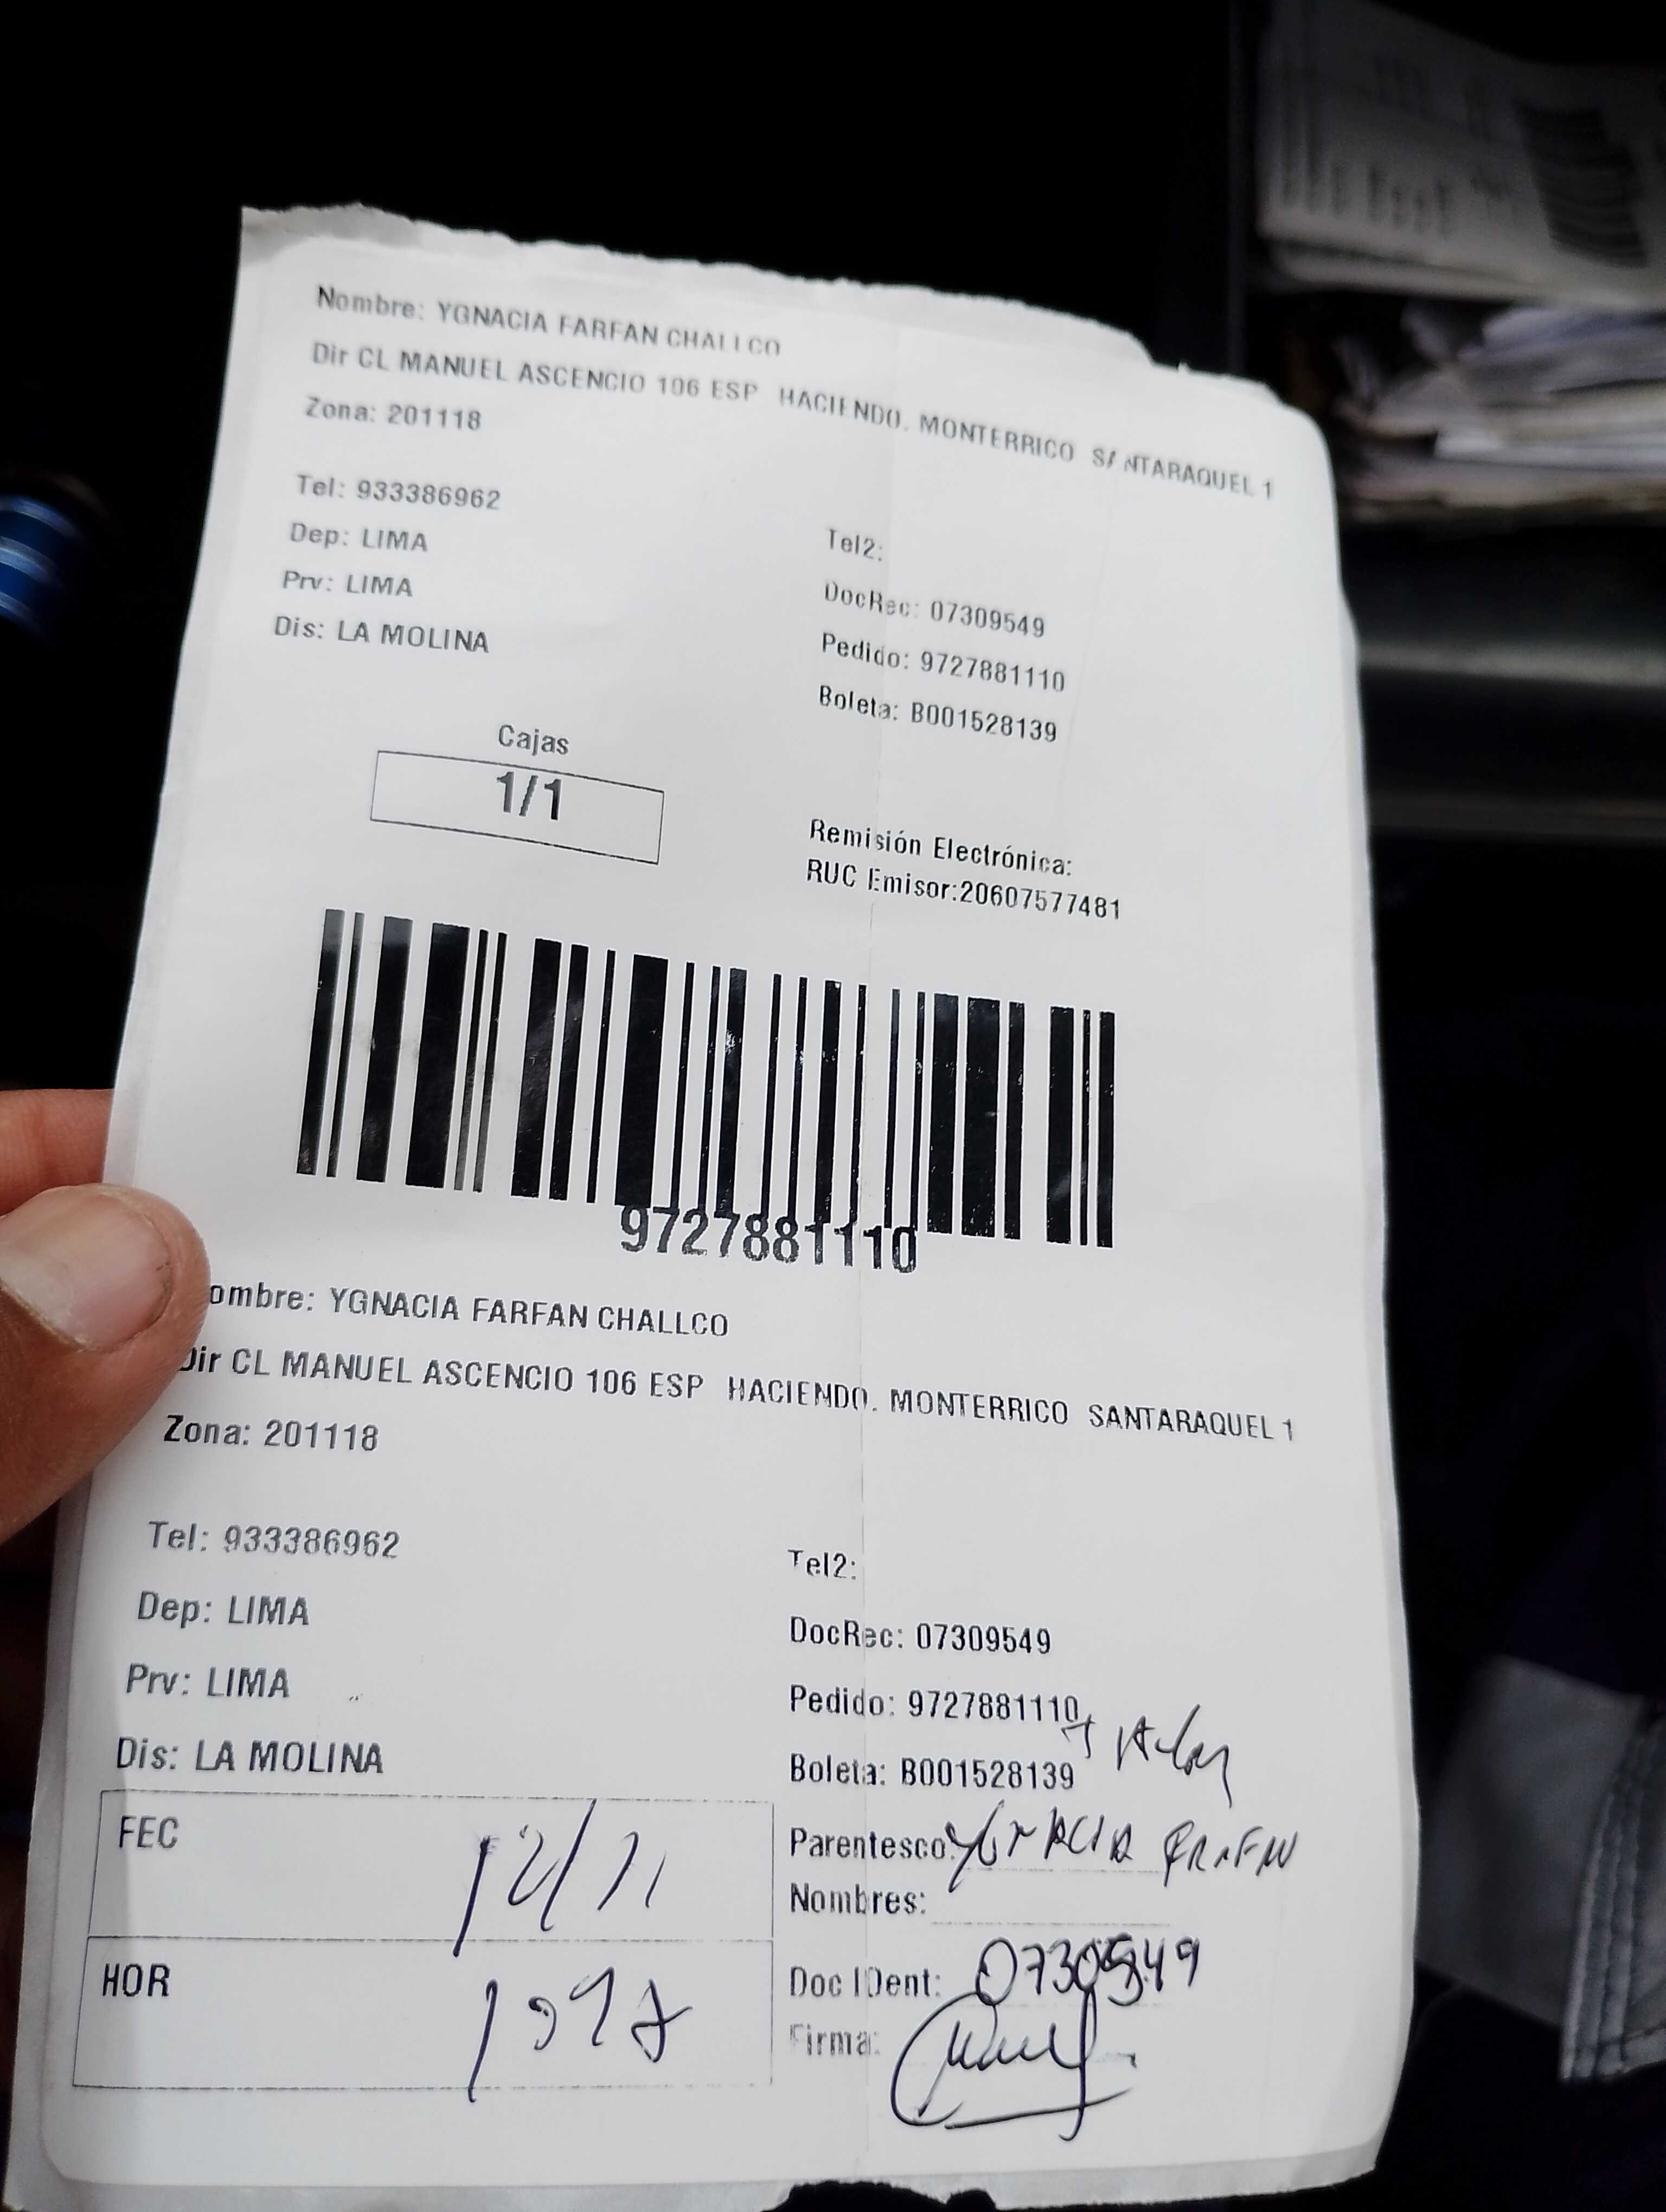 Nombre: YGNACIA FARFAN CHALLCO
Dir CL MANUEL ASCENCIO 106 ESP HACIENDO. MONTERRICO SANTARAQUEL 1
Zona: 201118
Tel: 933386962
Tel2:
Dep: LIMA
DocRec: 07309549
Prv: LIMA
Pedido: 9727881110
Dis: LA MOLINA
Boleta: B001528139
Cajas
1/1
Remisión Electrónica:
RUC Emisor:20607577481
9727881110
ombre: YGNACIA FARFAN CHALLCO
Dir CL MANUEL ASCENCIO 106 ESP HACIENDO. MONTERRICO SANTARAQUEL 1
Zona: 201118
Tel: 933386962
Tel2:
Dep: LIMA
DocRec: 07309549
Prv: LIMA
Pedido: 9727881110
Dis: LA MOLINA
Boleta: B001528139
FEC 12/11
Parentesco: YGNACIA FARFAN
Nombres:
HOR
Doc IDent: 07309549
Firma: